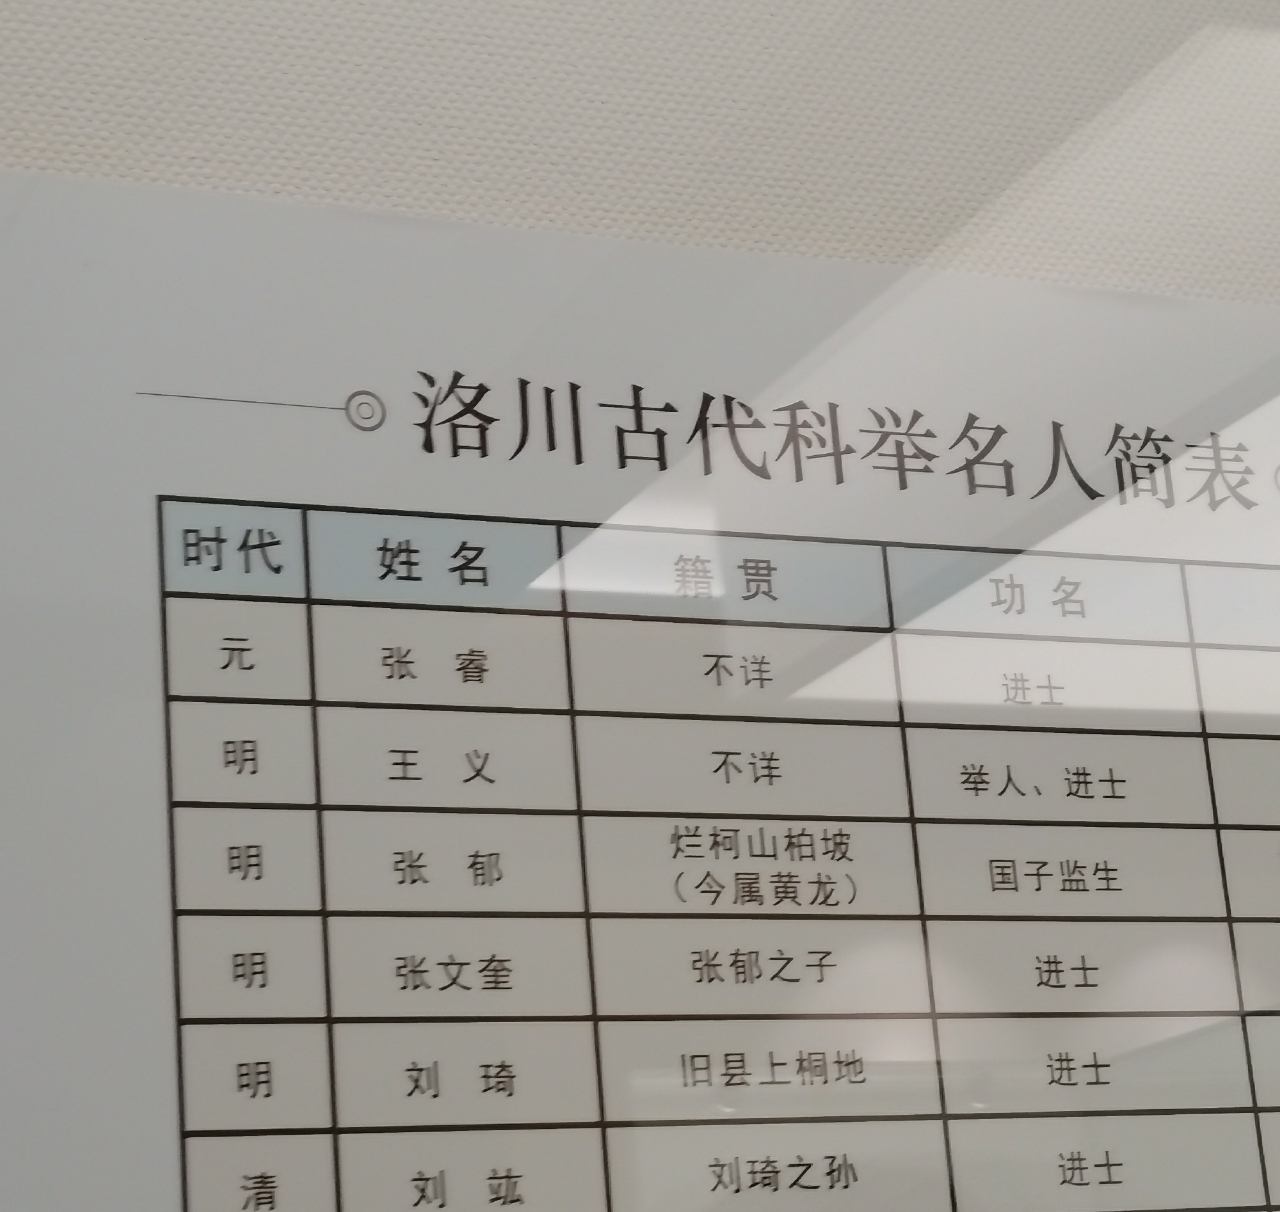 洛川古代科举名人简表
时代 姓名 籍贯 功名
元 张睿 不详 进士
明 王义 不详 举人、进士
明 张郁 烂柯山柏坡
（今属黄龙） 国子监生
明 张文奎 张郁之子 进士
明 刘琦 旧县上桐地 进士
清 刘竑 刘琦之孙 进士